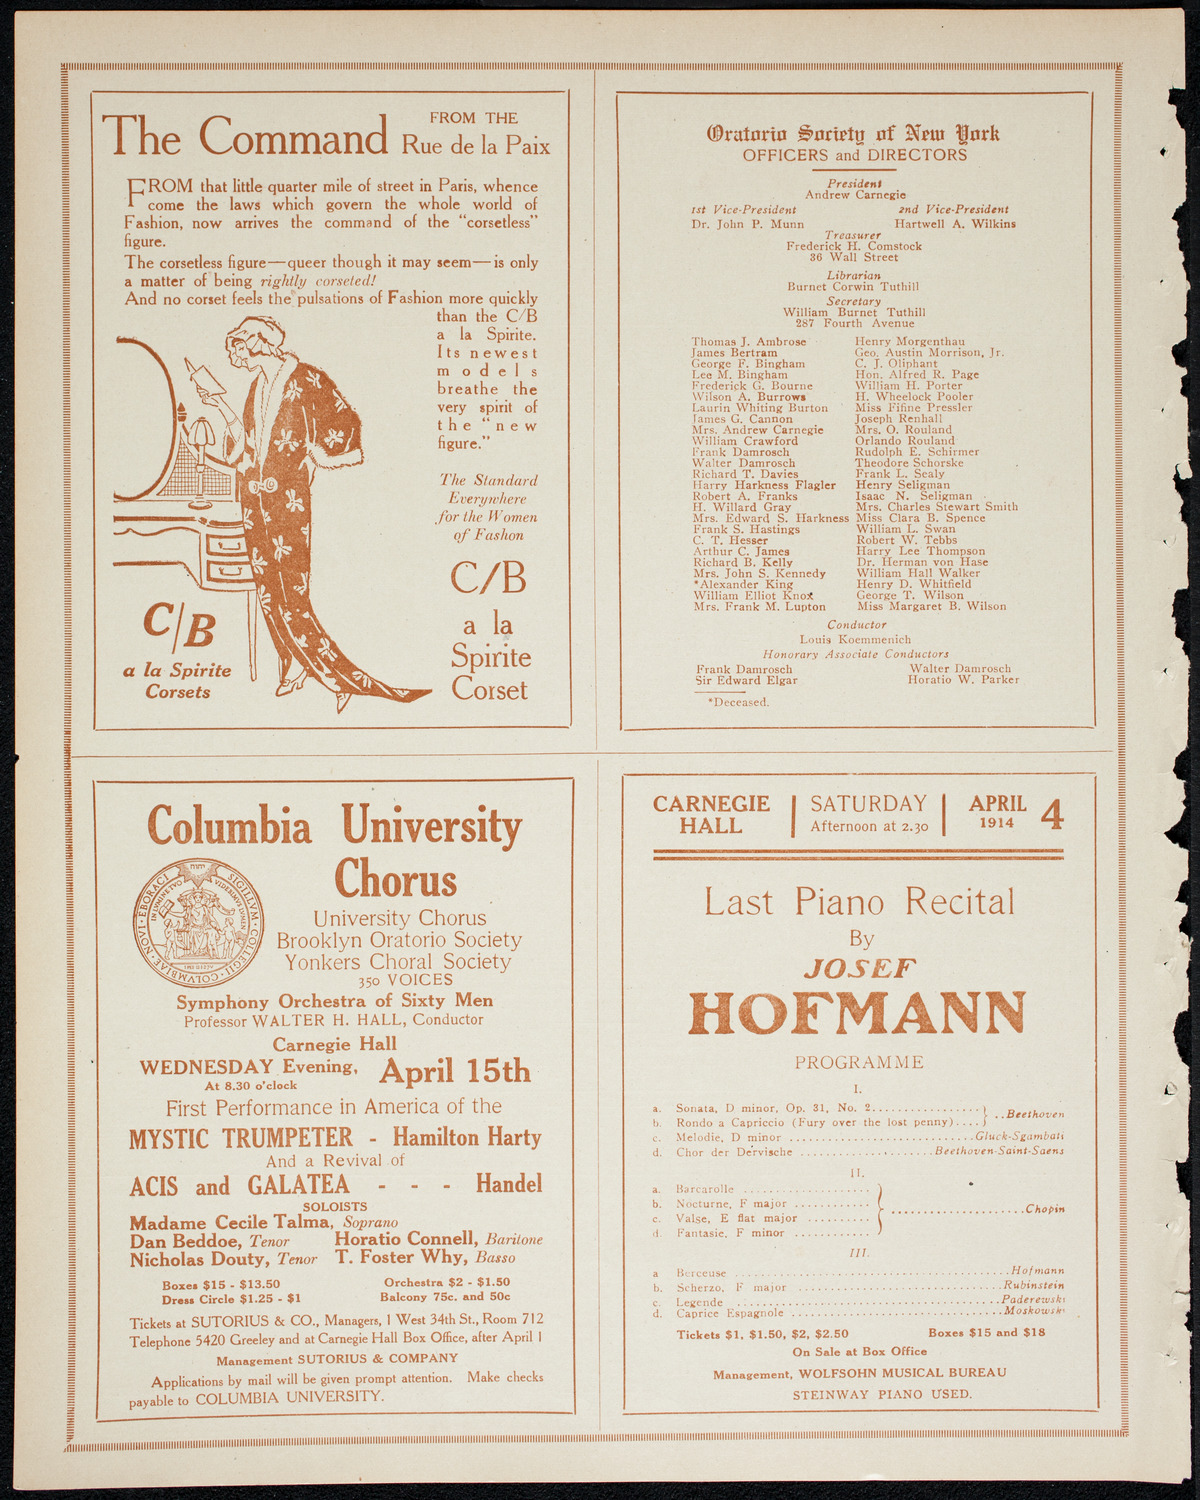 The Command
FROM THE
Rue de la Paix
FROM that little quarter mile of street in Paris, whence
come the laws which govern the whole world of
Fashion, now arrives the command of the "corsetless"
figure.
The corsetless figure—queer though it may seem—is only
a matter of being rightly corseted!
And no corset feels the pulsations of Fashion more quickly
than the C/B
a la Spirite.
Its newest
models
breathe the
very spirit of
the "new
figure."
The Standard
Everywhere
for the Women
of Fashon
C/B
a la
Spirite
Corset
C/B
a la Spirite
Corsets
Oratorio Society of New York
OFFICERS and DIRECTORS
President
Andrew Carnegie
1st Vice-President 2nd Vice-President
Dr. John P. Munn Hartwell A. Wilkins
Treasurer
Frederick H. Comstock
36 Wall Street
Librarian
Burnet Corwin Tuthill
Secretary
William Burnet Tuthill
287 Fourth Avenue
Thomas J. Ambrose Henry Morgenthau
James Bertram Geo. Austin Morrison, Jr.
George F. Bingham C. J. Oliphant
Lee M. Bingham Hon. Alfred R. Page
Frederick G. Bourne William H. Porter
Wilson A. Burrows H. Wheelock Pooler
Laurin Whiting Burton Miss Fifine Pressler
James G. Cannon Joseph Renhall
Mrs. Andrew Carnegie Mrs. O. Rouland
William Crawford Orlando Rouland
Frank Damrosch Rudolph E. Schirmer
Walter Damrosch Theodore Schorske
Richard T. Davies Frank L. Sealy
Harry Harkness Flagler Henry Seligman
Robert A. Franks Isaac N. Seligman
H. Willard Gray Mrs. Charles Stewart Smith
Mrs. Edward S. Harkness Miss Clara B. Spence
Frank S. Hastings William L. Swan
C. T. Hesser Robert W. Tebbs
Arthur C. James Harry Lee Thompson
Richard B. Kelly Dr. Herman von Hase
Mrs. John S. Kennedy William Hall Walker
*Alexander King Henry D. Whitfield
William Elliot Knox George T. Wilson
Mrs. Frank M. Lupton Miss Margaret B. Wilson
Conductor
Louis Koemmenich
Honorary Associate Conductors
Frank Damrosch Walter Damrosch
Sir Edward Elgar Horatio W. Parker
*Deceased.
Columbia University
Chorus
SIGILLVM COLLEGII COLVMBIAE NOVI EBORACI
IN LVMINE TVO VIDEBIMVS LVMEN
University Chorus
Brooklyn Oratorio Society
Yonkers Choral Society
350 VOICES
Symphony Orchestra of Sixty Men
Professor WALTER H. HALL, Conductor
Carnegie Hall
WEDNESDAY Evening, April 15th
At 8.30 o'clock
First Performance in America of the
MYSTIC TRUMPETER - Hamilton Harty
And a Revival of
ACIS and GALATEA - - - Handel
SOLOISTS
Madame Cecile Talma, Soprano
Dan Beddoe, Tenor Horatio Connell, Baritone
Nicholas Douty, Tenor T. Foster Why, Basso
Boxes $15 - $13.50 Orchestra $2 - $1.50
Dress Circle $1.25 - $1 Balcony 75c. and 50c
Tickets at SUTORIUS & CO., Managers, 1 West 34th St., Room 712
Telephone 5420 Greeley and at Carnegie Hall Box Office, after April 1
Management SUTORIUS & COMPANY
Applications by mail will be given prompt attention. Make checks
payable to COLUMBIA UNIVERSITY.
CARNEGIE HALL | SATURDAY Afternoon at 2.30 | APRIL 1914 4
Last Piano Recital
By
JOSEF
HOFMANN
PROGRAMME
I.
a. Sonata, D minor, Op. 31, No. 2
b. Rondo a Capriccio (Fury over the lost penny) .... Beethoven
c. Melodie, D minor .... Gluck-Sgambati
d. Chor der Dervische .... Beethoven-Saint-Saens
II.
a. Barcarolle
b. Nocturne, F major
c. Valse, E flat major
d. Fantasie, F minor .... Chopin
III.
a Berceuse .... Hofmann
b. Scherzo, F major .... Rubinstein
c. Legende .... Paderewski
d. Caprice Espagnole .... Moskowski
Tickets $1, $1.50, $2, $2.50 Boxes $15 and $18
On Sale at Box Office
Management, WOLFSOHN MUSICAL BUREAU
STEINWAY PIANO USED.